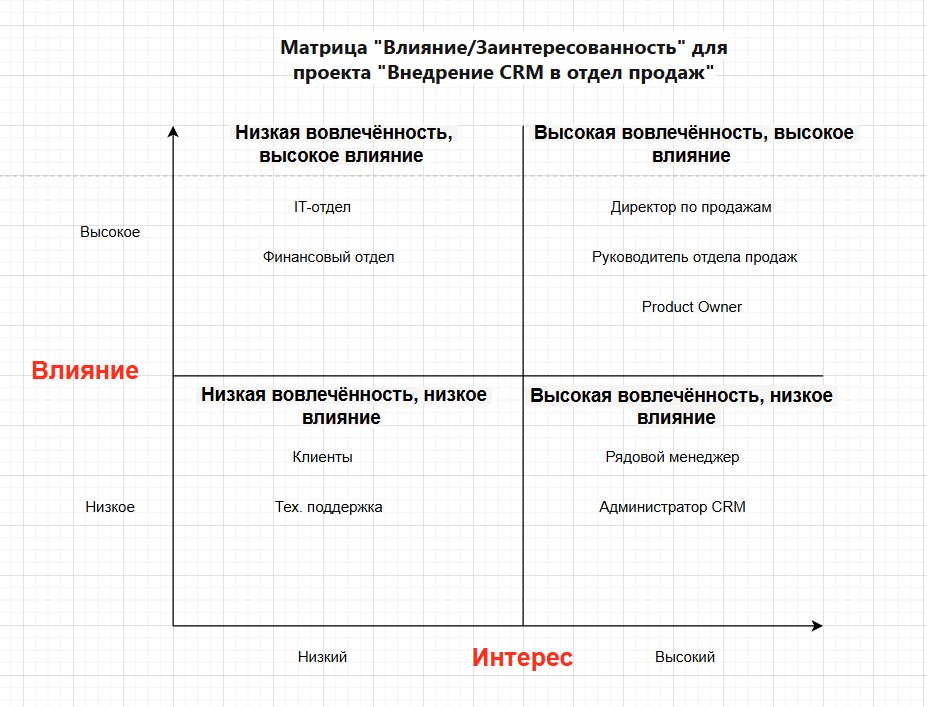 Матрица "Влияние/Заинтересованность" для
проекта "Внедрение CRM в отдел продаж"
Низкая вовлечённость,
высокое влияние
Высокая вовлечённость, высокое
влияние
IT-отдел
Директор по продажам
Высокое
Финансовый отдел
Руководитель отдела продаж
Product Owner
Влияние
Низкая вовлечённость, низкое
влияние
Высокая вовлечённость, низкое
влияние
Клиенты
Рядовой менеджер
Низкое
Тех. поддержка
Администратор CRM
Низкий
Интерес
Высокий